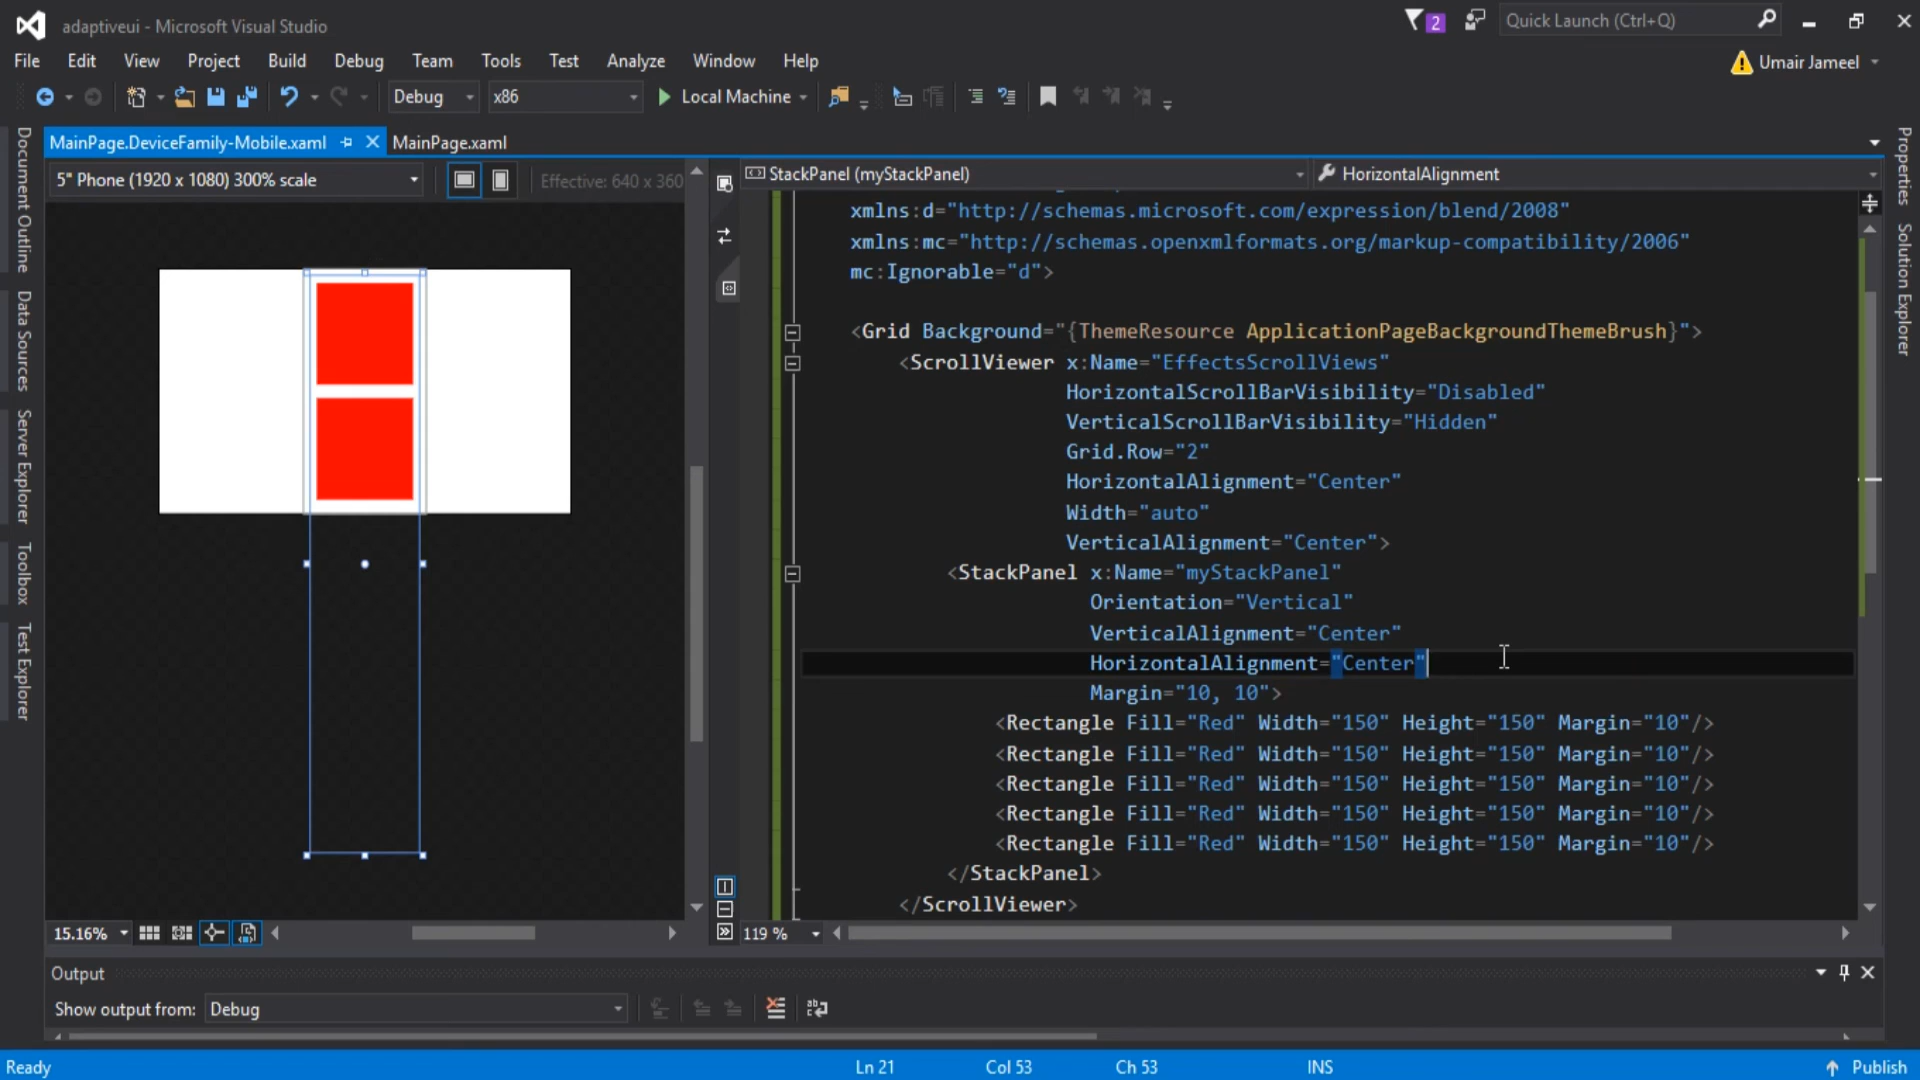 adaptiveui - Microsoft Visual Studio
2
Quick Launch (Ctrl+Q)
File Edit View Project Build Debug Team Tools Test Analyze Window Help
Umair Jameel
Debug x86 Local Machine
MainPage.DeviceFamily-Mobile.xaml MainPage.xaml
5" Phone (1920 x 1080) 300% scale
Effective: 640 x 360
StackPanel (myStackPanel)
HorizontalAlignment
Document Outline
Data Sources
Server Explorer
Toolbox
Test Explorer
xmlns:d="http://schemas.microsoft.com/expression/blend/2008"
xmlns:mc="http://schemas.openxmlformats.org/markup-compatibility/2006"
mc:Ignorable="d">
<Grid Background="{ThemeResource ApplicationPageBackgroundThemeBrush}">
<ScrollViewer x:Name="EffectsScrollViews"
HorizontalScrollBarVisibility="Disabled"
VerticalScrollBarVisibility="Hidden"
Grid.Row="2"
HorizontalAlignment="Center"
Width="auto"
VerticalAlignment="Center">
<StackPanel x:Name="myStackPanel"
Orientation="Vertical"
VerticalAlignment="Center"
HorizontalAlignment="Center"
Margin="10, 10">
<Rectangle Fill="Red" Width="150" Height="150" Margin="10"/>
<Rectangle Fill="Red" Width="150" Height="150" Margin="10"/>
<Rectangle Fill="Red" Width="150" Height="150" Margin="10"/>
<Rectangle Fill="Red" Width="150" Height="150" Margin="10"/>
<Rectangle Fill="Red" Width="150" Height="150" Margin="10"/>
</StackPanel>
</ScrollViewer>
Properties
Solution Explorer
15.16%
119 %
Output
Show output from: Debug
Ready Ln 21 Col 53 Ch 53 INS Publish